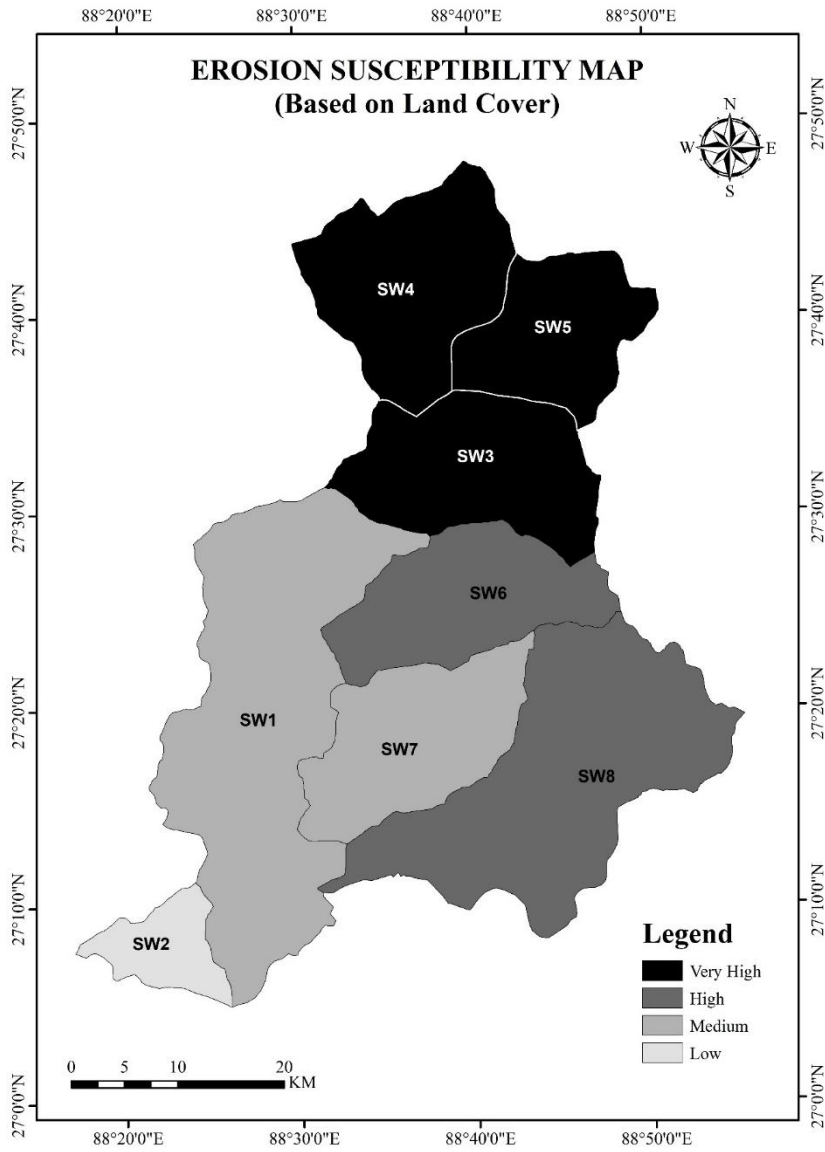 88°20'0"E 88°30'0"E 88°40'0"E 88°50'0"E
EROSION SUSCEPTIBILITY MAP
(Based on Land Cover)
N
W E
S
27°50'0"N 27°50'0"N
27°40'0"N 27°40'0"N
27°30'0"N 27°30'0"N
27°20'0"N 27°20'0"N
27°10'0"N 27°10'0"N
27°0'0"N 27°0'0"N
SW4
SW5
SW3
SW6
SW1
SW7
SW8
SW2
Legend
Very High
High
Medium
Low
0 5 10 20
KM
88°20'0"E 88°30'0"E 88°40'0"E 88°50'0"E